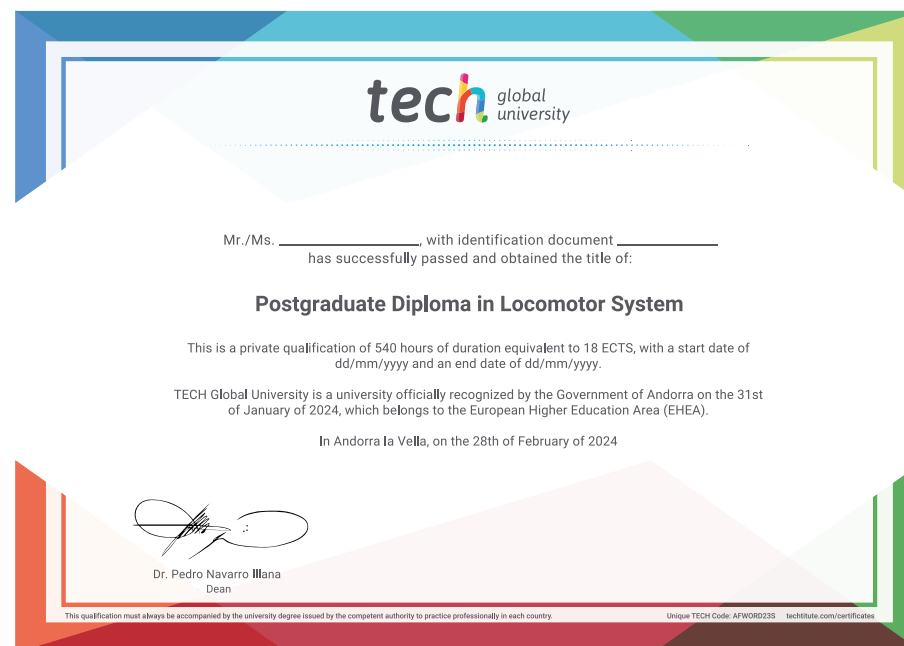 tech global university
Mr./Ms. ____________, with identification document ____________
has successfully passed and obtained the title of:
Postgraduate Diploma in Locomotor System
This is a private qualification of 540 hours of duration equivalent to 18 ECTS, with a start date of
dd/mm/yyyy and an end date of dd/mm/yyyy.
TECH Global University is a university officially recognized by the Government of Andorra on the 31st
of January of 2024, which belongs to the European Higher Education Area (EHEA).
In Andorra la Vella, on the 28th of February of 2024
Dr. Pedro Navarro Illana
Dean
This qualification must always be accompanied by the university degree issued by the competent authority to practice professionally in each country.
Unique TECH Code: AFWORD23S techtitute.com/certificates